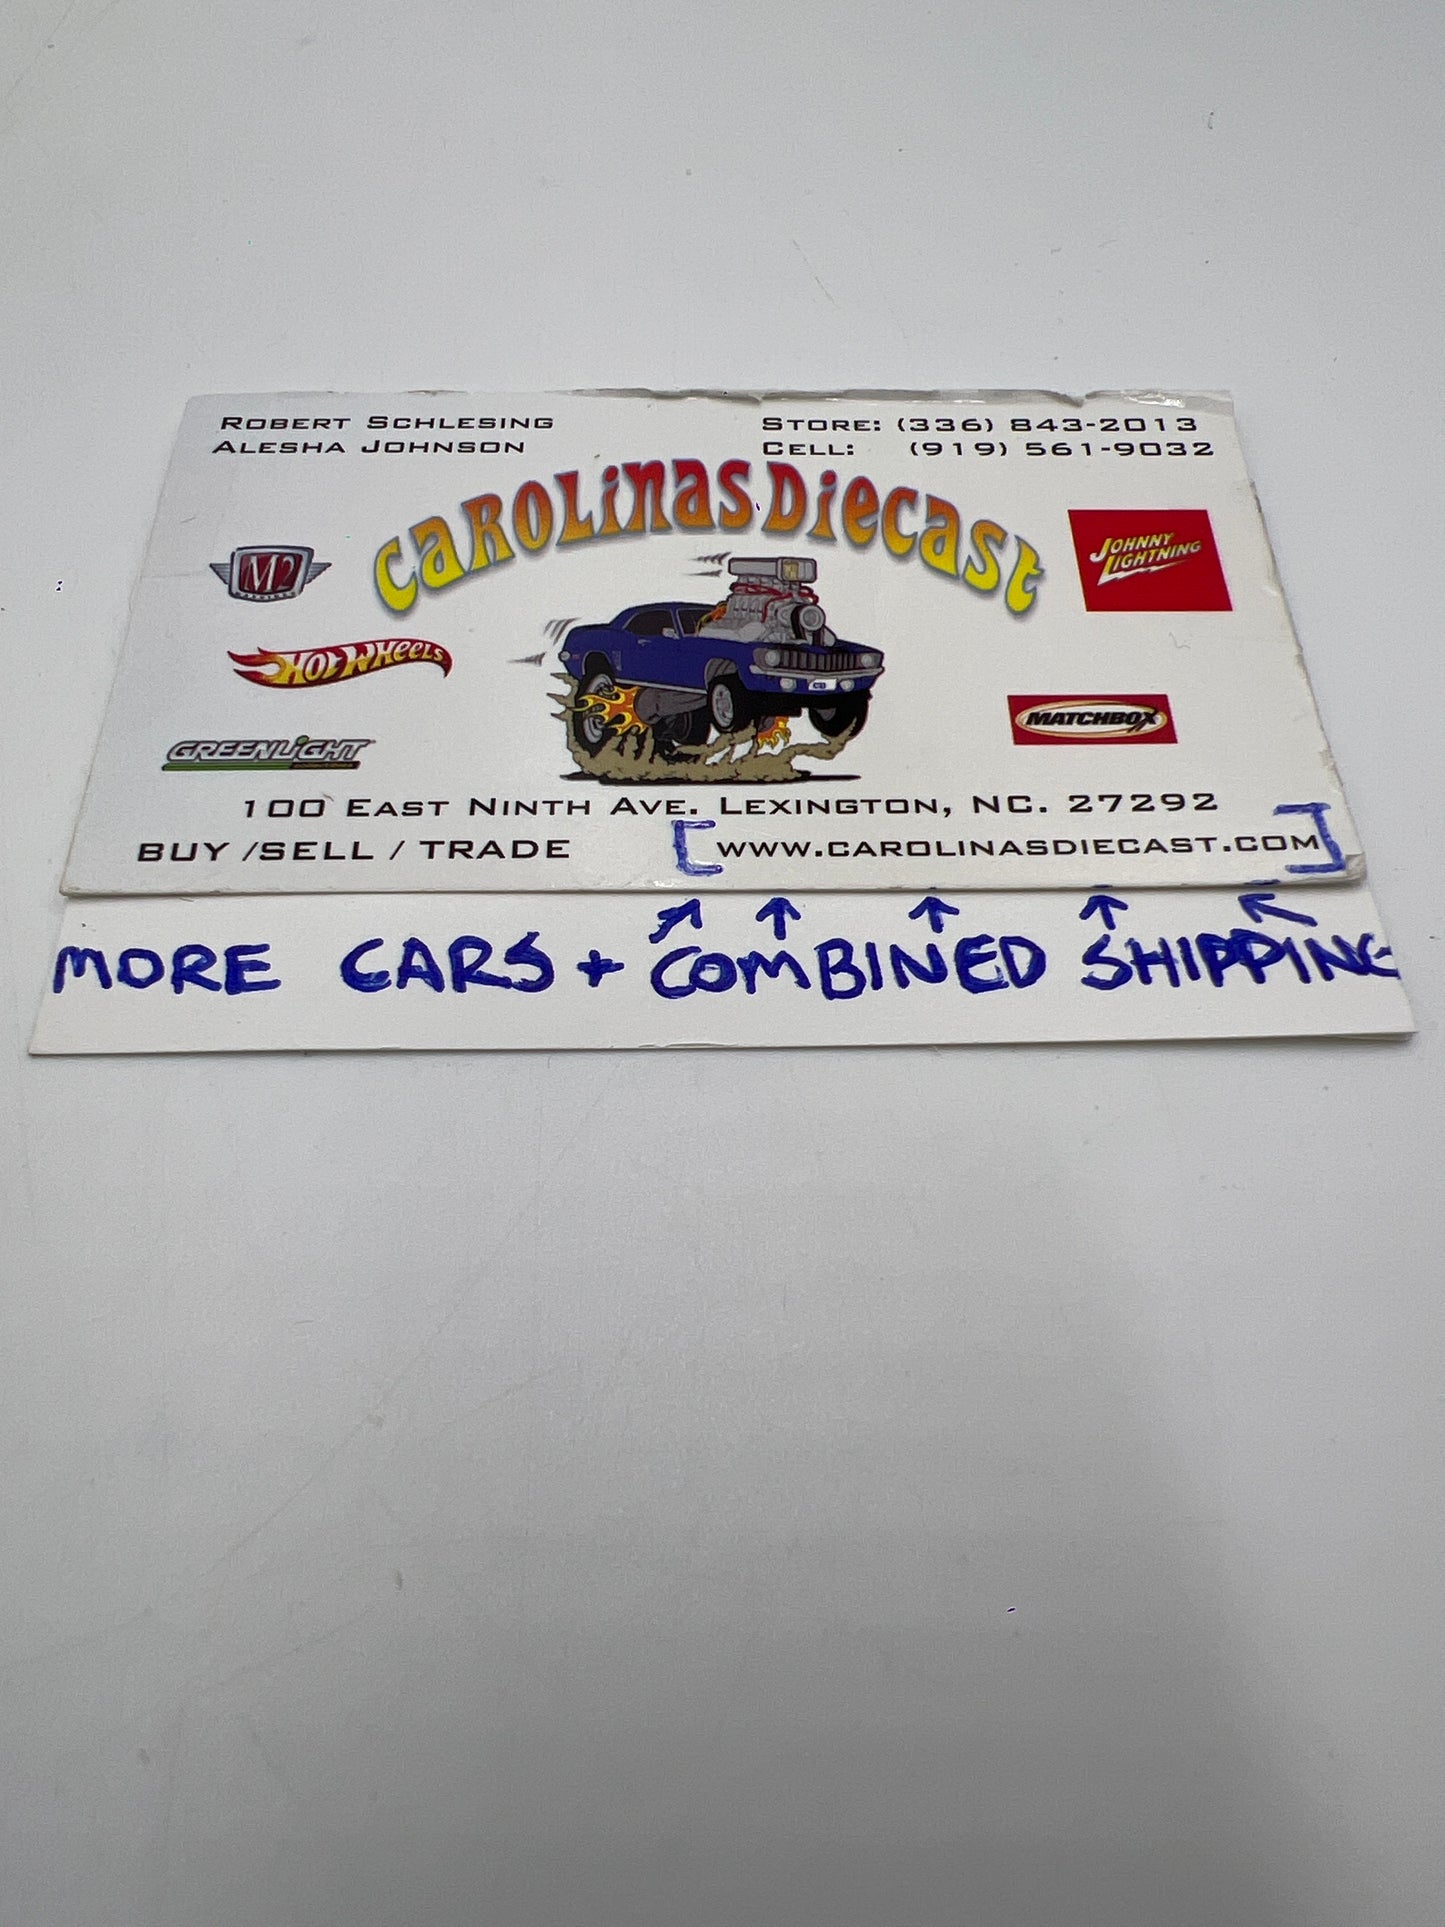 ROBERT SCHLESING
ALESHA JOHNSON
STORE: (336) 843-2013
CELL: (919) 561-9032
CAROLINAS DIECAST
M2
JOHNNY
LIGHTNING
HOT WHEELS
MATCHBOX
GREENLIGHT
100 EAST NINTH AVE. LEXINGTON, NC. 27292
BUY /SELL / TRADE
[WWW.CAROLINASDIECAST.COM]
MORE CARS + COMBINED SHIPPING